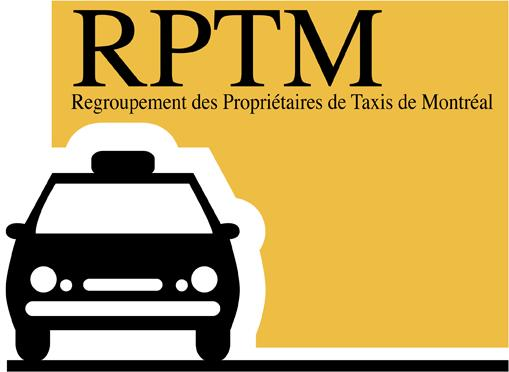 RPTM
Regroupement des Propriétaires de Taxis de Montréal